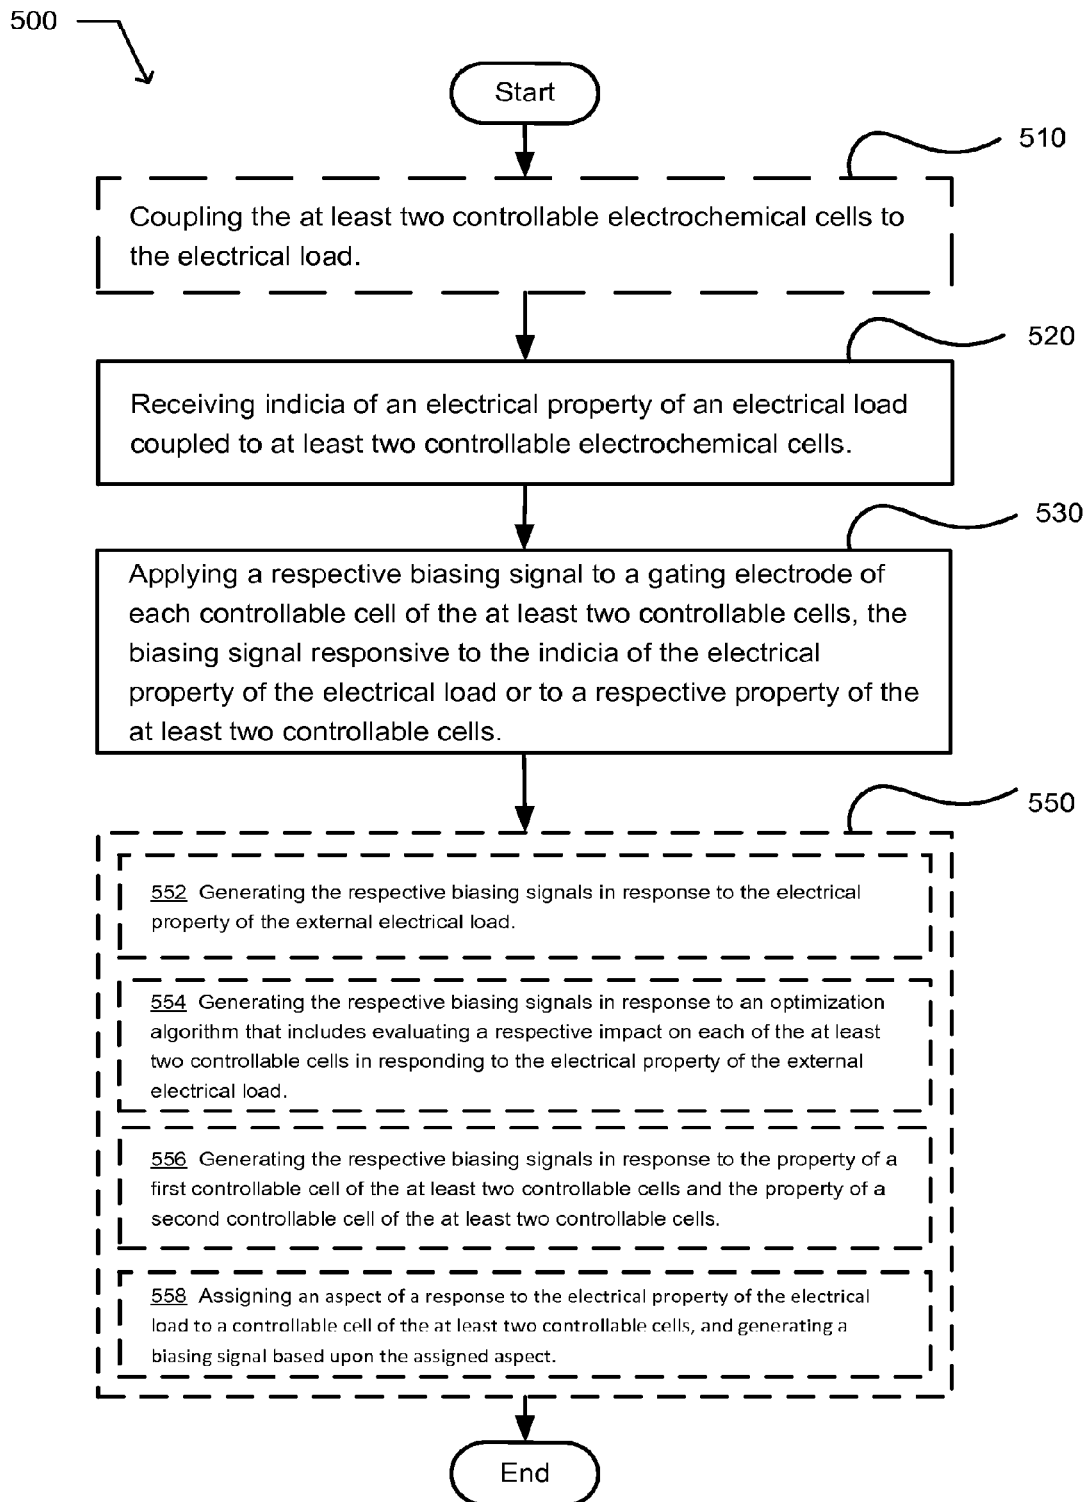 500
Start
510
Coupling the at least two controllable electrochemical cells to
the electrical load.
520
Receiving indicia of an electrical property of an electrical load
coupled to at least two controllable electrochemical cells.
530
Applying a respective biasing signal to a gating electrode of
each controllable cell of the at least two controllable cells, the
biasing signal responsive to the indicia of the electrical
property of the electrical load or to a respective property of the
at least two controllable cells.
550
552 Generating the respective biasing signals in response to the electrical
property of the external electrical load.
554 Generating the respective biasing signals in response to an optimization
algorithm that includes evaluating a respective impact on each of the at least
two controllable cells in responding to the electrical property of the external
electrical load.
556 Generating the respective biasing signals in response to the property of a
first controllable cell of the at least two controllable cells and the property of a
second controllable cell of the at least two controllable cells.
558 Assigning an aspect of a response to the electrical property of the electrical
load to a controllable cell of the at least two controllable cells, and generating a
biasing signal based upon the assigned aspect.
End